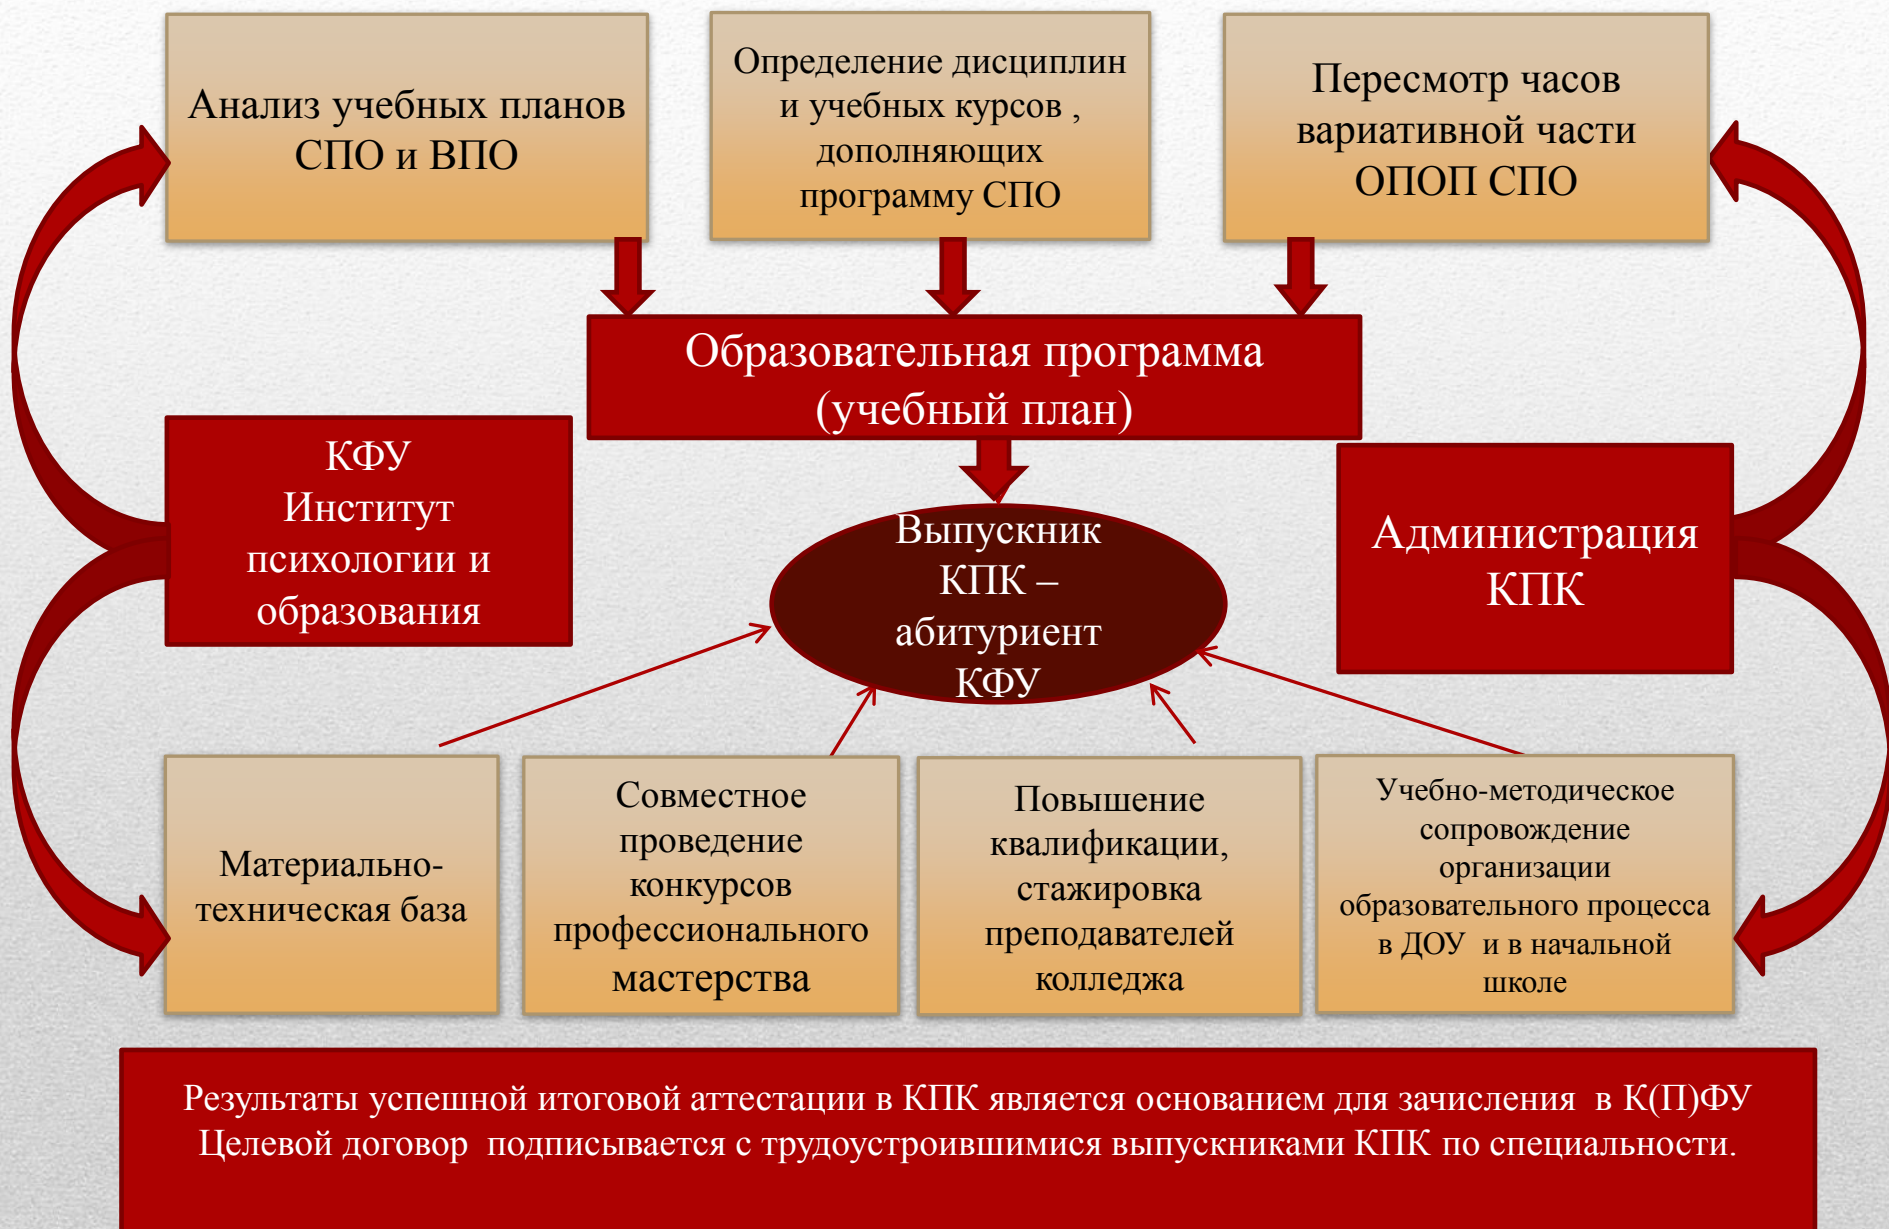 Анализ учебных планов
СПО и ВПО
Определение дисциплин
и учебных курсов ,
дополняющих
программу СПО
Пересмотр часов
вариативной части
ОПОП СПО
Образовательная программа
(учебный план)
КФУ
Институт
психологии и
образования
Выпускник
КПК –
абитуриент
КФУ
Администрация
КПК
Материально-
техническая база
Совместное
проведение
конкурсов
профессионального
мастерства
Повышение
квалификации,
стажировка
преподавателей
колледжа
Учебно-методическое
сопровождение
организации
образовательного процесса
в ДОУ и в начальной
школе
Результаты успешной итоговой аттестации в КПК является основанием для зачисления в К(П)ФУ
Целевой договор подписывается с трудоустроившимися выпускниками КПК по специальности.